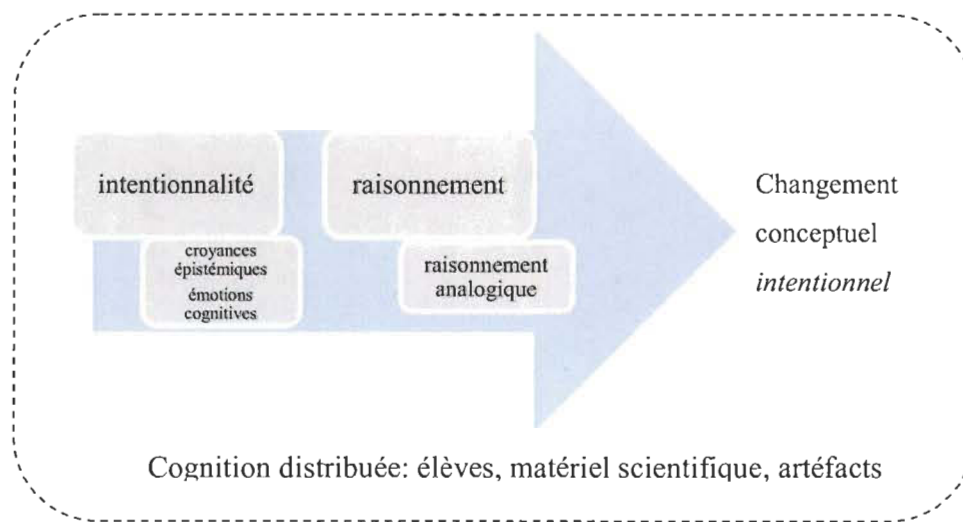 intentionnalité
croyances
épistémiques
émotions
cognitives
raisonnement
raisonnement
analogique
Changement
conceptuel
intentionnel
Cognition distribuée: élèves, matériel scientifique, artéfacts